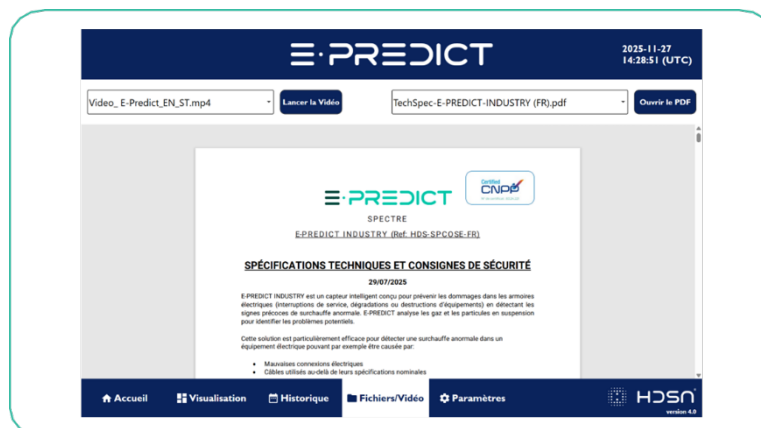 E·PREDICT
2025-11-27
14:28:51 (UTC)
Video_ E-Predict_EN_ST.mp4
Lancer la Vidéo
TechSpec-E-PREDICT-INDUSTRY (FR).pdf
Ouvrir le PDF
E·PREDICT
Certified
CNPP
SPECTRE
E-PREDICT INDUSTRY (Ref: HDS-SPCOSE-FR)
SPÉCIFICATIONS TECHNIQUES ET CONSIGNES DE SÉCURITÉ
29/07/2025
E-PREDICT INDUSTRY est un capteur intelligent conçu pour prévenir les dommages dans les armoires
électriques (interruptions de service, dégradations ou destructions d'équipements) en détectant les
signes précoces de surchauffe anormale. E-PREDICT analyse les gaz et les particules en suspension
pour identifier les problèmes potentiels.
Cette solution est particulièrement efficace pour détecter une surchauffe anormale dans un
équipement électrique pouvant par exemple être causée par:
• Mauvaises connexions électriques
• Câbles utilisés au-delà de leurs spécifications nominales
Accueil
Visualisation
Historique
Fichiers/Vidéo
Paramètres
HDSN
version 4.0